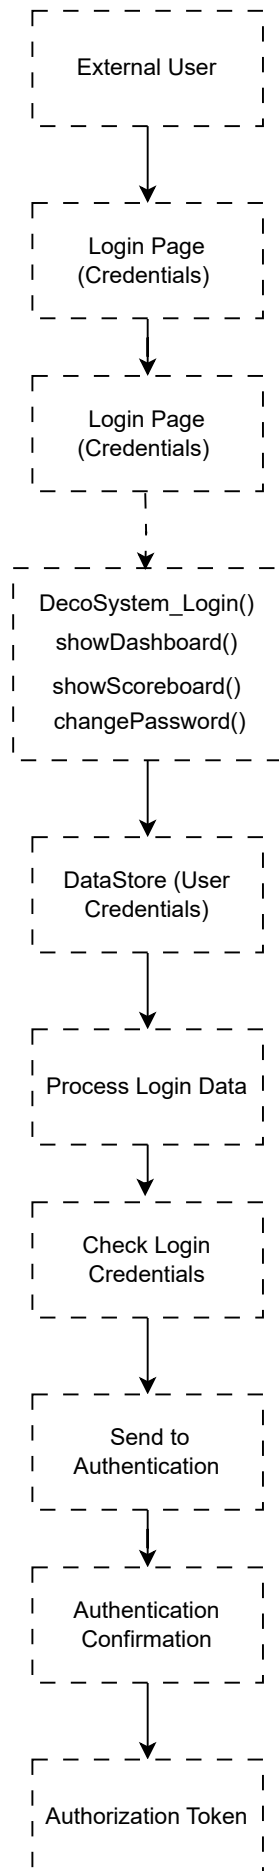 External User
Login Page
(Credentials)
Login Page
(Credentials)
DecoSystem_Login()
showDashboard()
showScoreboard()
changePassword()
DataStore (User
Credentials)
Process Login Data
Check Login
Credentials
Send to
Authentication
Authentication
Confirmation
Authorization Token